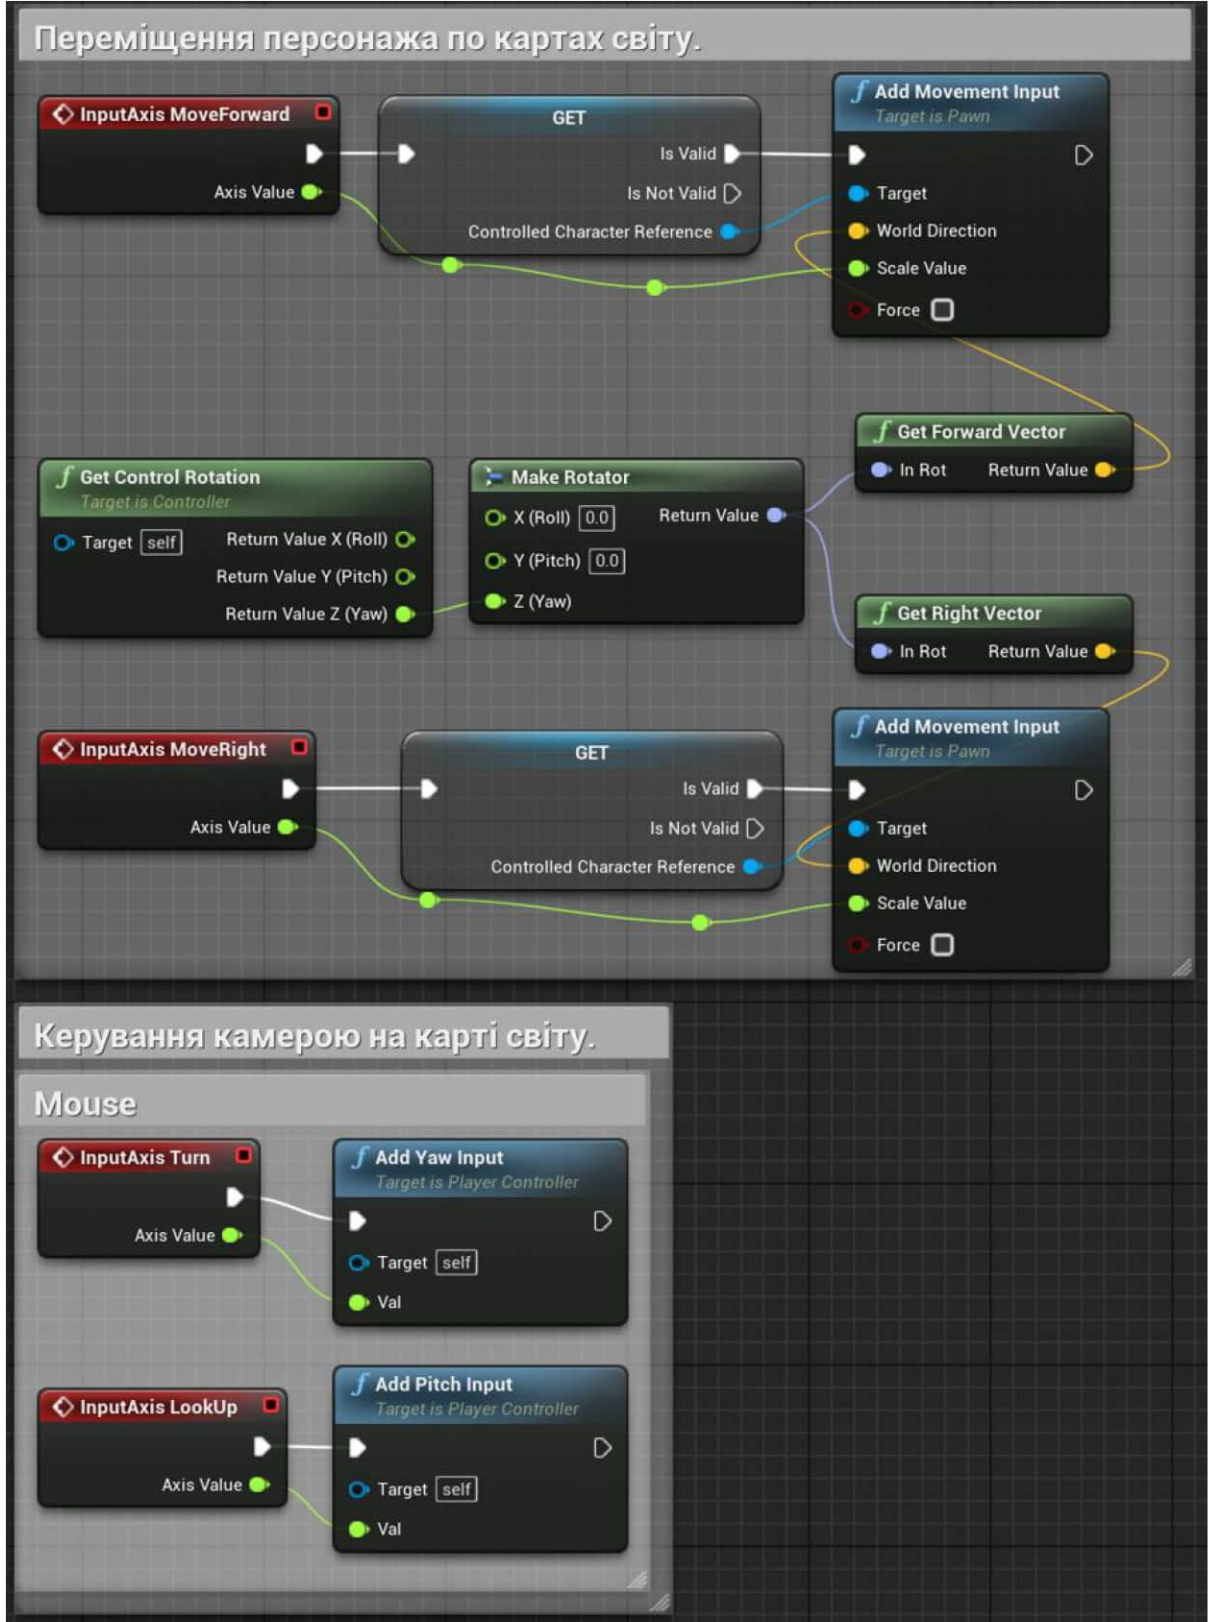 Переміщення персонажа по картах світу.
InputAxis MoveForward
Axis Value
GET
Is Valid
Is Not Valid
Controlled Character Reference
Add Movement Input
Target is Pawn
Target
World Direction
Scale Value
Force
Get Control Rotation
Target is Controller
Target self
Return Value X (Roll)
Return Value Y (Pitch)
Return Value Z (Yaw)
Make Rotator
X (Roll) 0.0
Return Value
Y (Pitch) 0.0
Z (Yaw)
Get Forward Vector
In Rot Return Value
Get Right Vector
In Rot Return Value
InputAxis MoveRight
Axis Value
GET
Is Valid
Is Not Valid
Controlled Character Reference
Add Movement Input
Target is Pawn
Target
World Direction
Scale Value
Force
Керування камерою на карті світу.
Mouse
InputAxis Turn
Axis Value
Add Yaw Input
Target is Player Controller
Target self
Val
InputAxis LookUp
Axis Value
Add Pitch Input
Target is Player Controller
Target self
Val